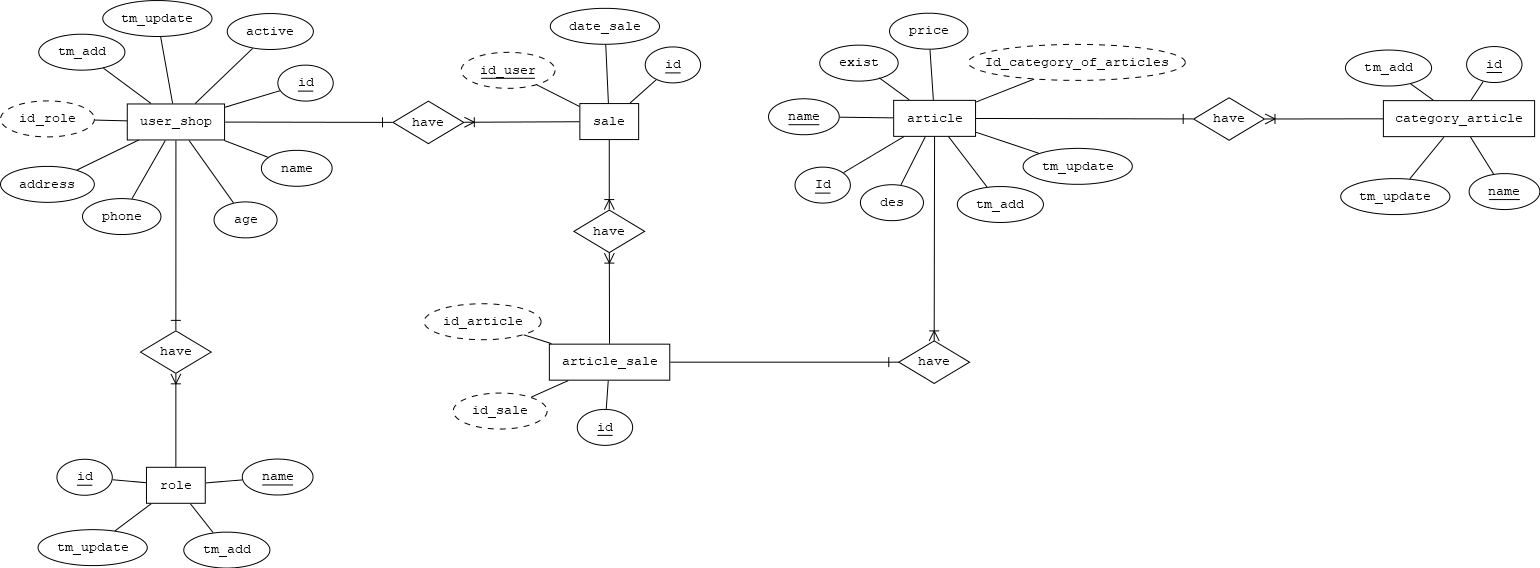 tm_update
active
tm_add
id
id_role
user_shop
address
name
phone
age
have
date_sale
id_user
id
sale
have
have
id_article
article_sale
id_sale
id
have
id
name
role
tm_update
tm_add
price
exist
Id_category_of_articles
name
article
Id
des
tm_add
tm_update
have
have
tm_add
id
category_article
tm_update
name